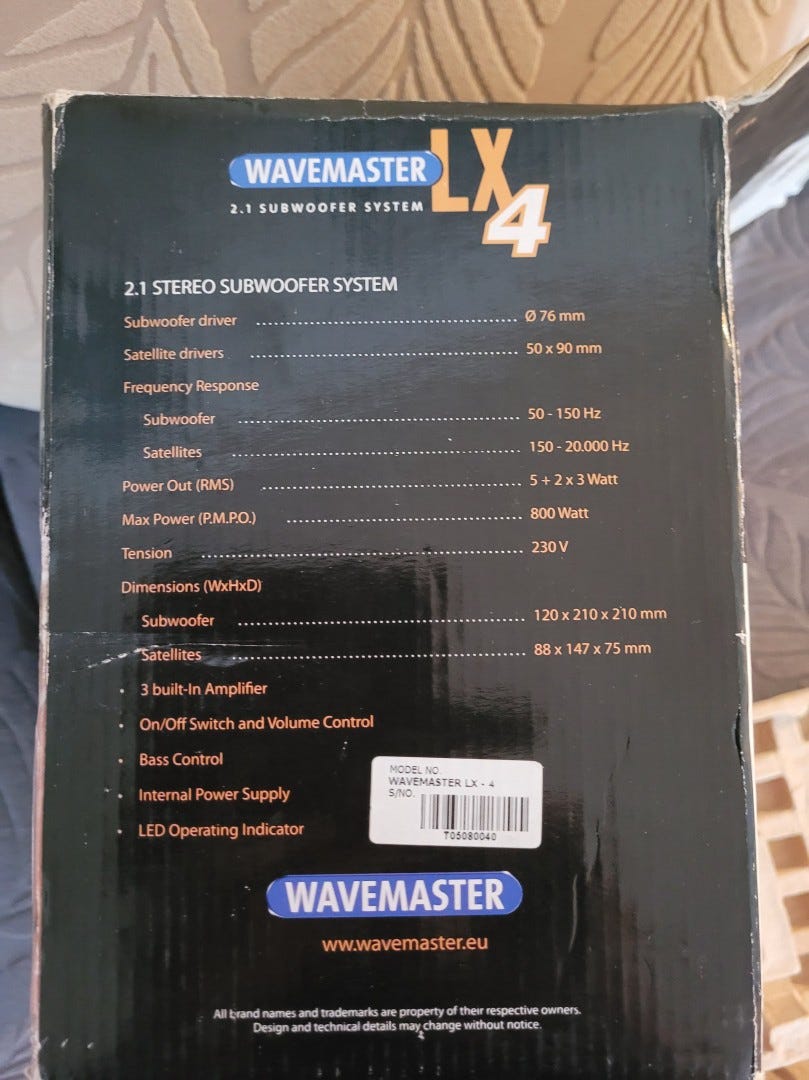 WAVEMASTER LX
2.1 SUBWOOFER SYSTEM 4
2.1 STEREO SUBWOOFER SYSTEM
Subwoofer driver ................................................ Ø 76 mm
Satellite drivers ................................................ 50 x 90 mm
Frequency Response
Subwoofer ................................................ 50 - 150 Hz
Satellites ................................................ 150 - 20.000 Hz
Power Out (RMS) ................................................ 5 + 2 x 3 Watt
Max Power (P.M.P.O.) ................................................ 800 Watt
Tension ................................................ 230 V
Dimensions (WxHxD)
Subwoofer ................................................ 120 x 210 x 210 mm
Satellites ................................................ 88 x 147 x 75 mm
• 3 built-In Amplifier
• On/Off Switch and Volume Control
• Bass Control
• Internal Power Supply
• LED Operating Indicator
MODEL NO.
WAVEMASTER LX - 4
S/NO.
T05080040
WAVEMASTER
ww.wavemaster.eu
All brand names and trademarks are property of their respective owners.
Design and technical details may change without notice.